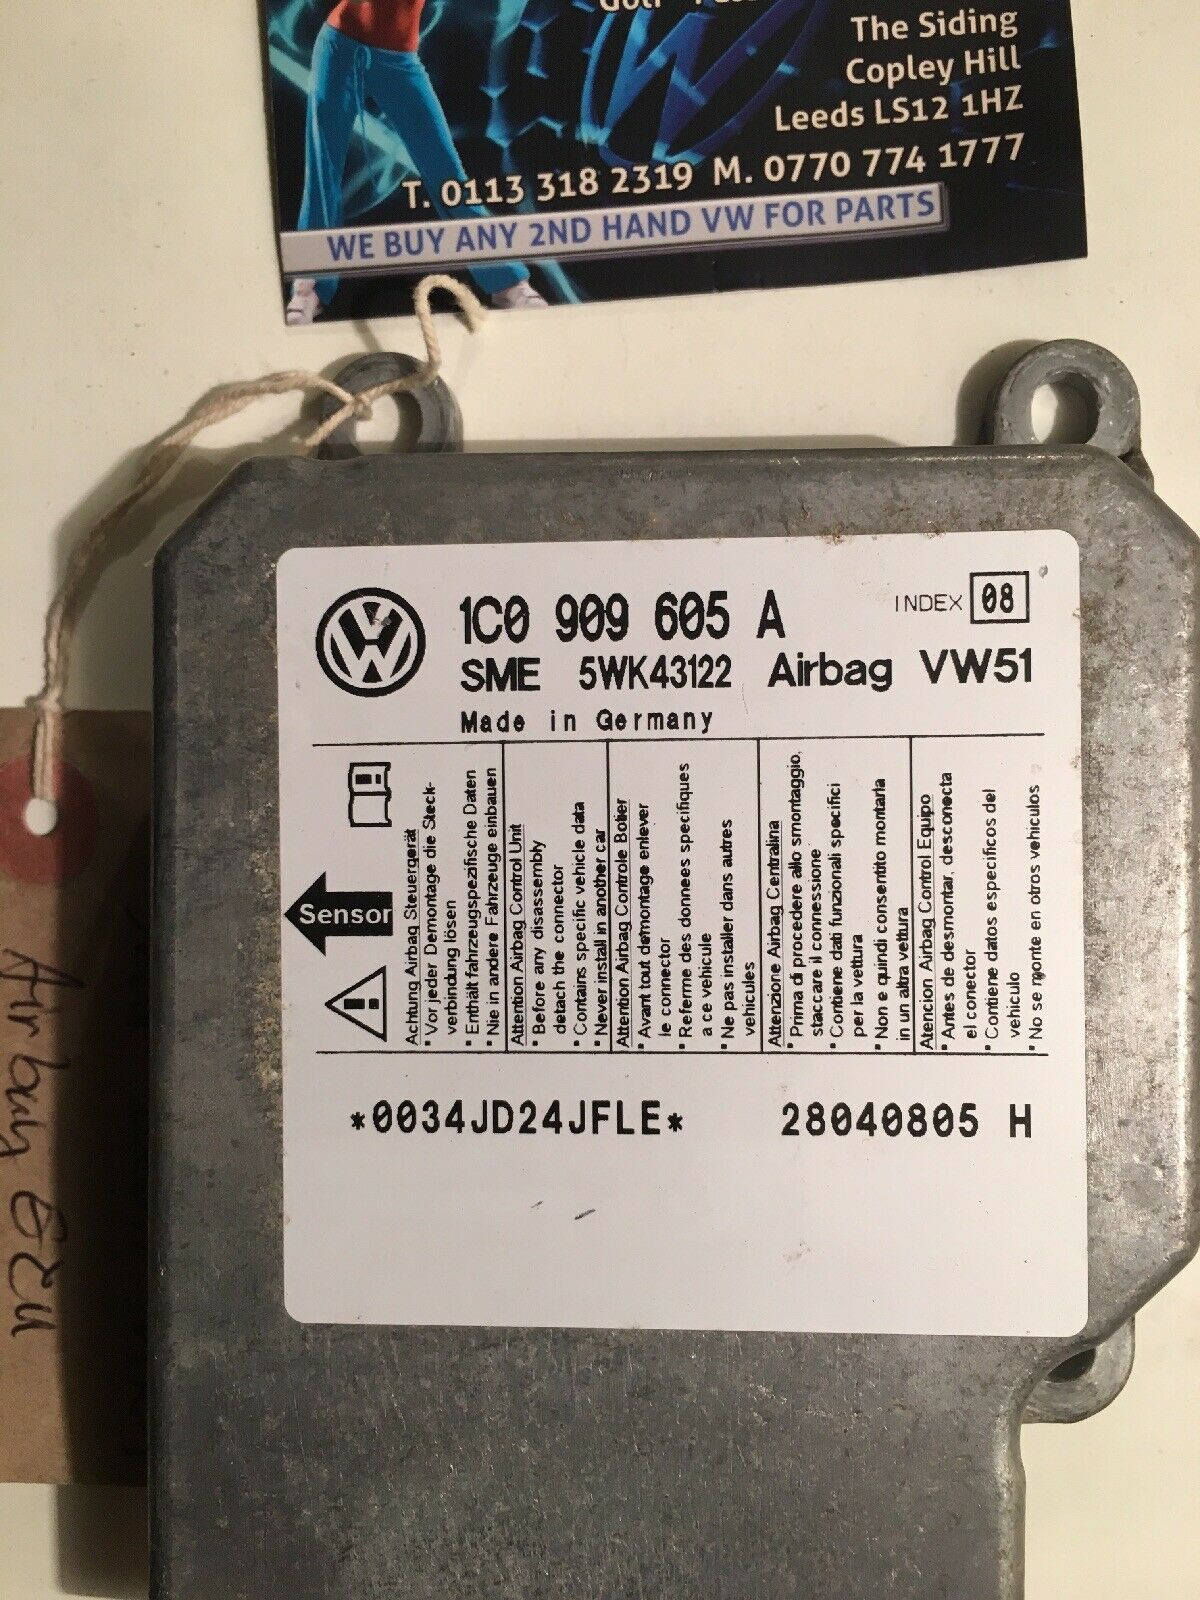 The Siding
Copley Hill
Leeds LS12 1HZ
T. 0113 318 2319 M. 0770 774 1777
WE BUY ANY 2ND HAND VW FOR PARTS
1C0 909 605 A
INDEX 08
SME 5WK43122 Airbag VW51
Made in Germany
Sensor
Achtung Airbag Steuergerät
* Vor jeder Demontage die Steck-
verbindung lösen
* Enthält fahrzeugspezifische Daten
* Nie in andere Fahrzeuge einbauen
Attention Airbag Control Unit
* Before any disassembly
detach the connector
* Contains specific vehicle data
* Never install in another car
Attention Airbag Controle Boîtier
* Avant tout demontage enlever
le connector
* Referme des donnees specifiques
a ce vehicule
* Ne pas installer dans autres
vehicules
Attenzione Airbag Centralina
* Prima di procedere allo smontaggio,
staccare il connessione
* Contiene dati funzionali specifici
per la vettura
* Non e quindi consentito montarla
in un altra vettura
Atencion Airbag Control Equipo
* Antes de desmontar, desconecta
el conector
* Contiene datos especificos del
vehiculo
* No se monte en otros vehiculos
*0034JD24JFLE* 28040805 H
Airbag ECU